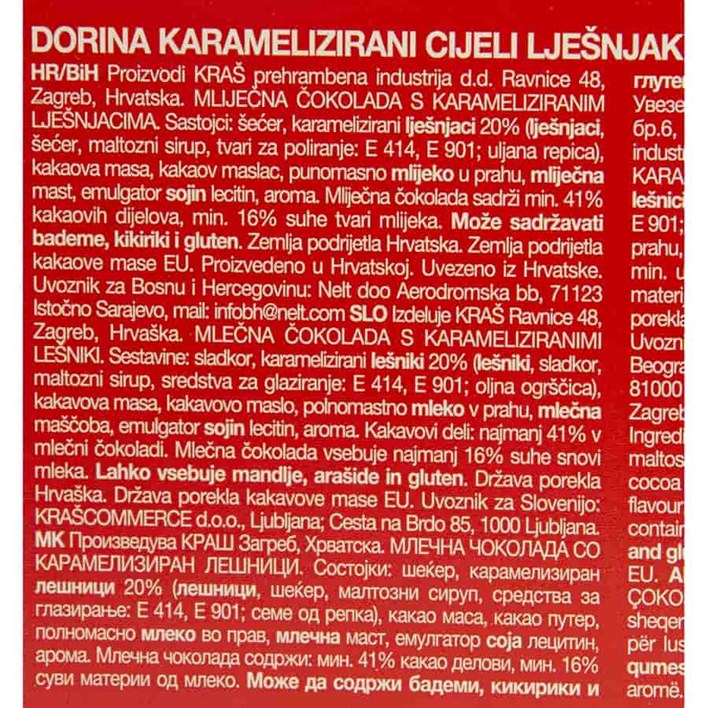 DORINA KARAMELIZIRANI CIJELI LJEŠNJAK
HR/BiH Proizvodi KRAŠ prehrambena industrija d.d. Ravnice 48,
Zagreb, Hrvatska. MLIJEČNA ČOKOLADA S KARAMELIZIRANIM
LJEŠNJACIMA. Sastojci: šećer, karamelizirani lješnjaci 20% (lješnjaci,
šećer, maltozni sirup, tvari za poliranje: E 414, E 901; uljana repica),
kakaova masa, kakaov maslac, punomasno mlijeko u prahu, mliječna
mast, emulgator sojin lecitin, aroma. Mliječna čokolada sadrži min. 41%
kakaovih dijelova, min. 16% suhe tvari mlijeka. Može sadržavati
bademe, kikiriki i gluten. Zemlja podrijetla Hrvatska. Zemlja podrijetla
kakaove mase EU. Proizvedeno u Hrvatskoj. Uvezeno iz Hrvatske.
Uvoznik za Bosnu i Hercegovinu: Nelt doo Aerodromska bb, 71123
Istočno Sarajevo, mail: infobh@nelt.com SLO Izdeluje KRAŠ Ravnice 48,
Zagreb, Hrvaška. MLEČNA ČOKOLADA S KARAMELIZIRANIMI
LEŠNIKI. Sestavine: sladkor, karamelizirani lešniki 20% (lešniki, sladkor,
maltozni sirup, sredstva za glaziranje: E 414, E 901; oljna ogrščica),
kakavova masa, kakavovo maslo, polnomastno mleko v prahu, mlečna
maščoba, emulgator sojin lecitin, aroma. Kakavovi deli: najmanj 41% v
mlečni čokoladi. Mlečna čokolada vsebuje najmanj 16% suhe snovi
mleka. Lahko vsebuje mandlje, arašide in gluten. Država porekla
Hrvaška. Država porekla kakavove mase EU. Uvoznik za Slovenijo:
KRAŠCOMMERCE d.o.o., Ljubljana; Cesta na Brdo 85, 1000 Ljubljana.
MK Произведува КРАШ Загреб, Хрватска. МЛЕЧНА ЧОКОЛАДА СО
КАРАМЕЛИЗИРАН ЛЕШНИЦИ. Состојки: шеќер, карамелизиран
лешници 20% (лешници, шеќер, малтозни сируп, средства за
глазирање: E 414, E 901; семе од репка), какао маса, какао путер,
полномасно млеко во прав, млечна маст, емулгатор соја лецитин,
арома. Млечна чоколада содржи: мин. 41% какао делови, мин. 16%
суви материи од млеко. Може да содржи бадеми, кикирики и
глутен
Увезе
бр.6,
industri
KARA
lešnici
E 901;
prahu,
min. u
materij
porekla
Uvozni
Beogra
81000
Zagreb
Ingredi
maltos
cocoa
flavour
contain
and glu
EU. Al
ÇOKO
sheqer
për lus
qumes
aromë.